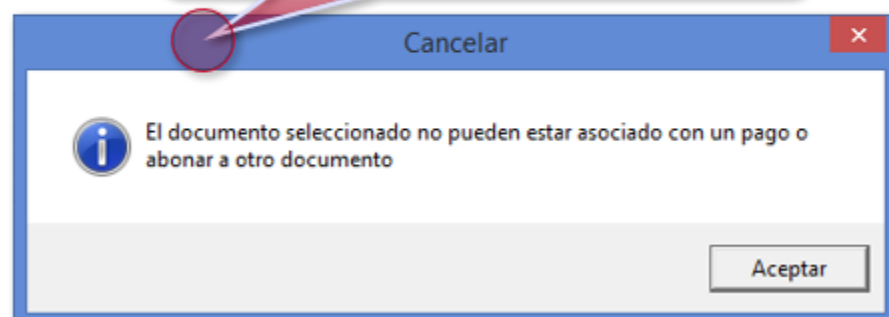 Cancelar
El documento seleccionado no pueden estar asociado con un pago o
abonar a otro documento
Aceptar